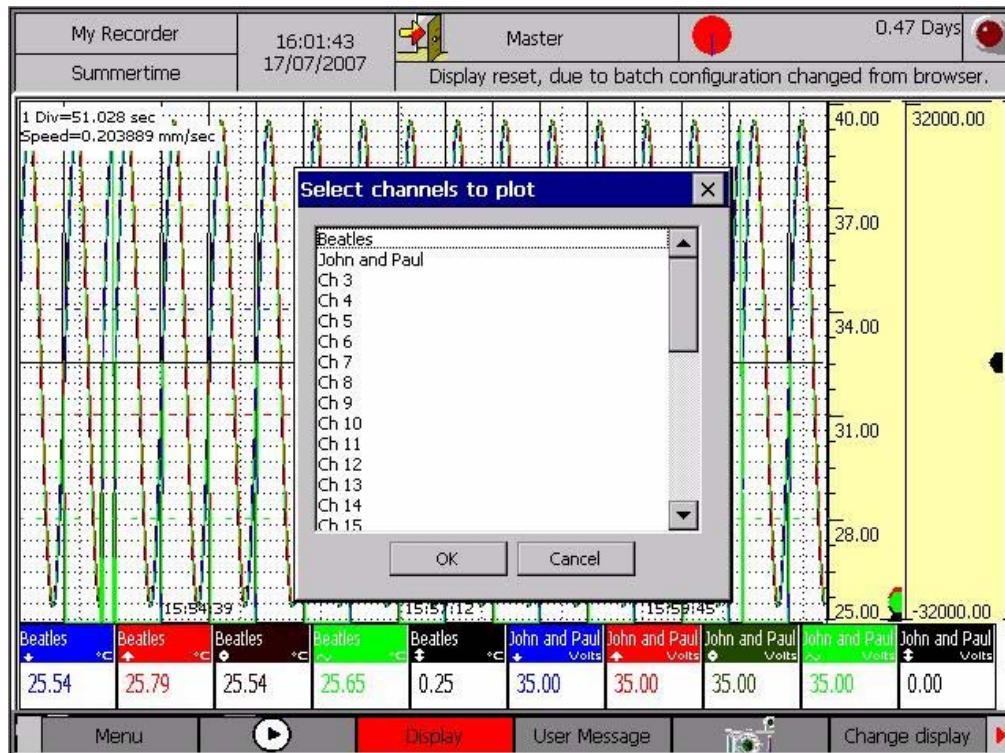 My Recorder
Summertime
16:01:43
17/07/2007
Master
0.47 Days
Display reset, due to batch configuration changed from browser.
1 Div=51.028 sec
Speed=0.203889 mm/sec
Select channels to plot
Beatles
John and Paul
Ch 3
Ch 4
Ch 5
Ch 6
Ch 7
Ch 8
Ch 9
Ch 10
Ch 11
Ch 12
Ch 13
Ch 14
Ch 15
OK
Cancel
40.00
37.00
34.00
31.00
28.00
25.00
32000.00
-32000.00
15:54:39
15:57:12
15:59:45
Beatles °C 25.54
Beatles °C 25.79
Beatles °C 25.54
Beatles °C 25.65
Beatles °C 0.25
John and Paul Volts 35.00
John and Paul Volts 35.00
John and Paul Volts 35.00
John and Paul Volts 35.00
John and Paul Volts 0.00
Menu
Display
User Message
Change display